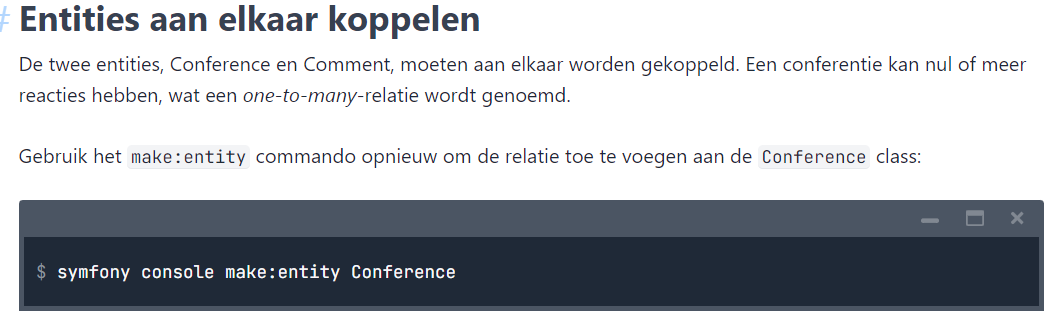 # Entities aan elkaar koppelen
De twee entities, Conference en Comment, moeten aan elkaar worden gekoppeld. Een conferentie kan nul of meer
reacties hebben, wat een one-to-many-relatie wordt genoemd.
Gebruik het make:entity commando opnieuw om de relatie toe te voegen aan de Conference class:
$ symfony console make:entity Conference